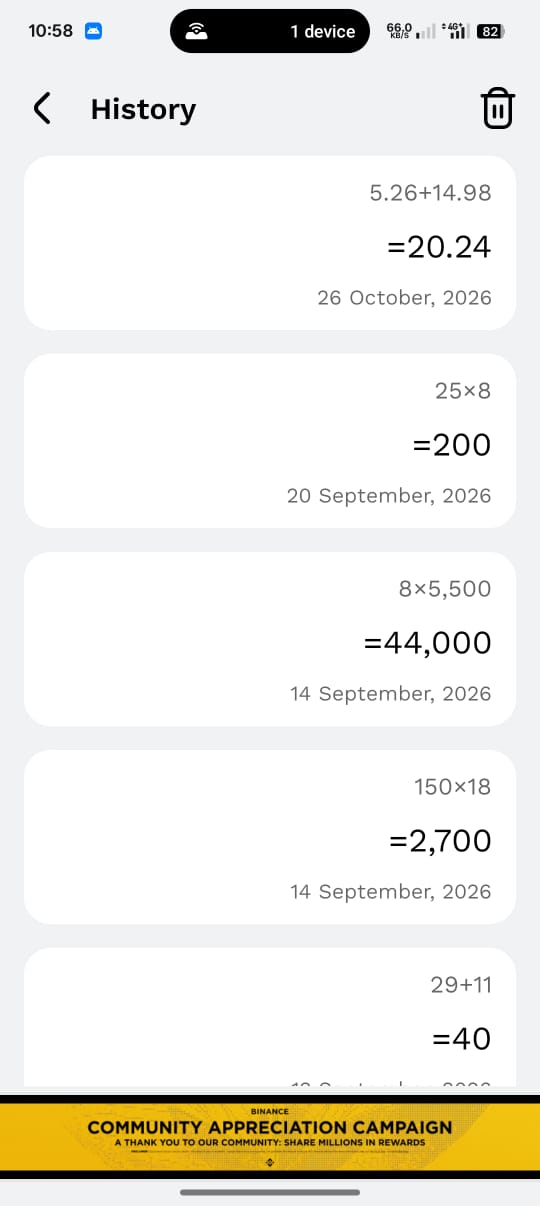 10:58
1 device
66.0
KB/S
4G+
82
History
5.26+14.98
=20.24
26 October, 2026
25×8
=200
20 September, 2026
8×5,500
=44,000
14 September, 2026
150×18
=2,700
14 September, 2026
29+11
=40
BINANCE
COMMUNITY APPRECIATION CAMPAIGN
A THANK YOU TO OUR COMMUNITY: SHARE MILLIONS IN REWARDS